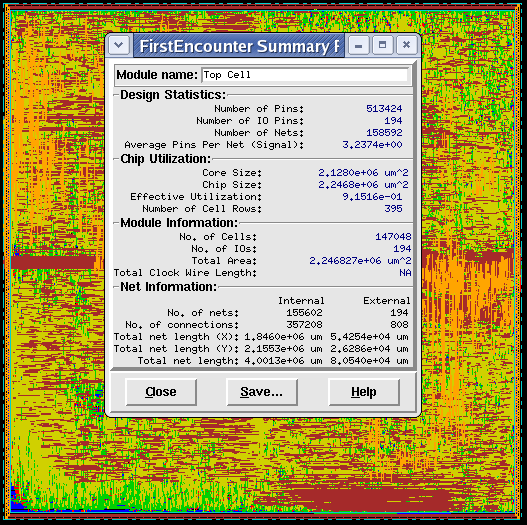 FirstEncounter Summary R
Module name: Top Cell
Design Statistics:
Number of Pins: 513424
Number of IO Pins: 194
Number of Nets: 158592
Average Pins Per Net (Signal): 3.2374e+00
Chip Utilization:
Core Size: 2.1280e+06 um^2
Chip Size: 2.2468e+06 um^2
Effective Utilization: 9.1516e-01
Number of Cell Rows: 395
Module Information:
No. of Cells: 147048
No. of IOs: 194
Total Area: 2.246827e+06 um^2
Total Clock Wire Length: NA
Net Information:
Internal External
No. of nets: 155602 194
No. of connections: 357208 808
Total net length (X): 1.8460e+06 um 5.4254e+04 um
Total net length (Y): 2.1553e+06 um 2.6286e+04 um
Total net length: 4.0013e+06 um 8.0540e+04 um
Close Save... Help